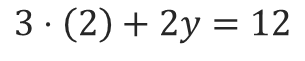 3 · (2) + 2y = 12